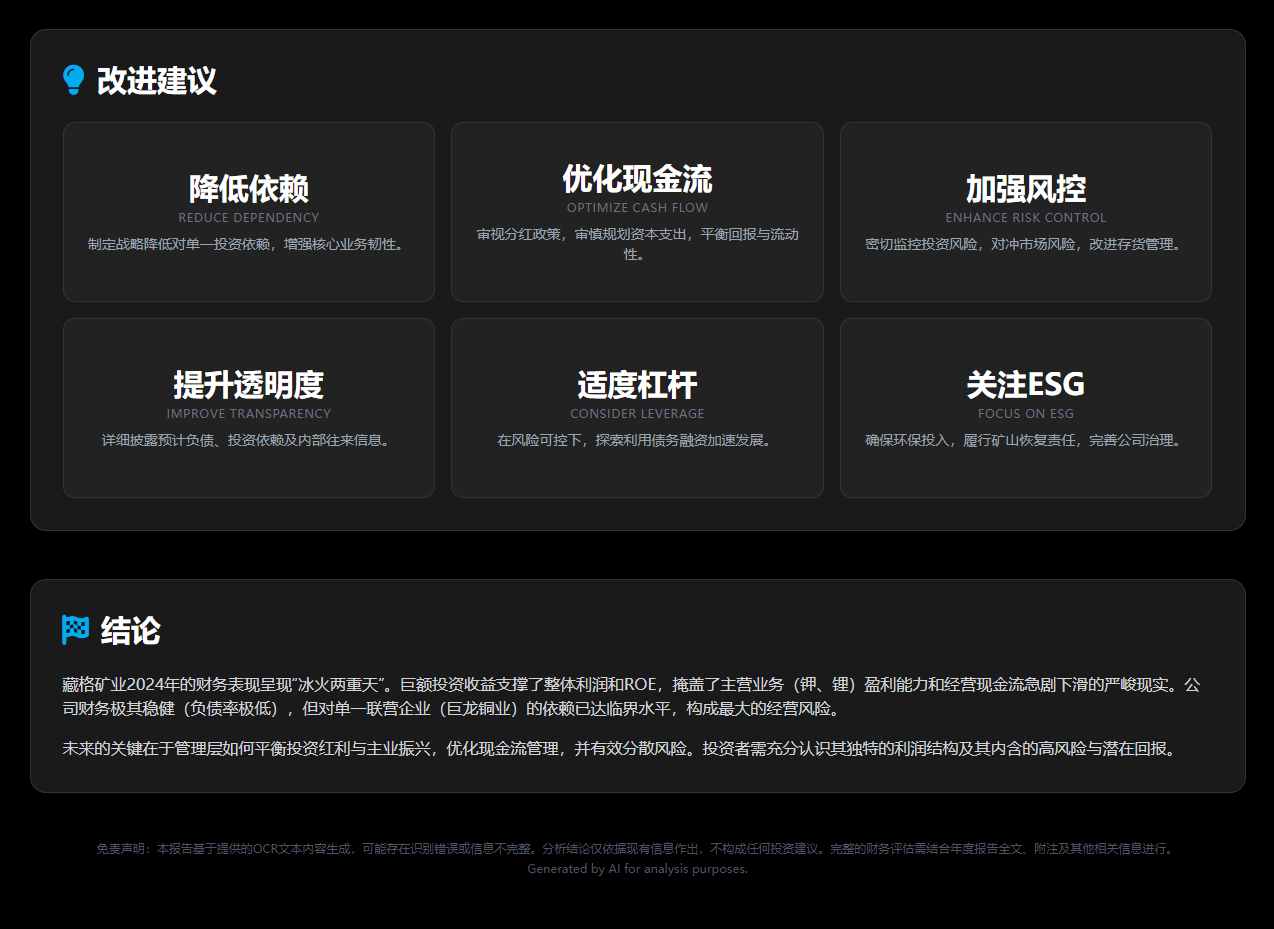 改进建议
降低依赖
REDUCE DEPENDENCY
制定战略降低对单一投资依赖，增强核心业务韧性。
优化现金流
OPTIMIZE CASH FLOW
审视分红政策，审慎规划资本支出，平衡回报与流动
性。
加强风控
ENHANCE RISK CONTROL
密切监控投资风险，对冲市场风险，改进存货管理。
提升透明度
IMPROVE TRANSPARENCY
详细披露预计负债、投资依赖及内部往来信息。
适度杠杆
CONSIDER LEVERAGE
在风险可控下，探索利用债务融资加速发展。
关注ESG
FOCUS ON ESG
确保环保投入，履行矿山恢复责任，完善公司治理。
结论
藏格矿业2024年的财务表现呈现“冰火两重天”。巨额投资收益支撑了整体利润和ROE，掩盖了主营业务（钾、锂）盈利能力和经营现金流急剧下滑的严峻现实。公
司财务极其稳健（负债率极低），但对单一联营企业（巨龙铜业）的依赖已达临界水平，构成最大的经营风险。
未来的关键在于管理层如何平衡投资红利与主业振兴，优化现金流管理，并有效分散风险。投资者需充分认识其独特的利润结构及其内含的高风险与潜在回报。
免责声明：本报告基于提供的OCR文本内容生成，可能存在识别错误或信息不完整。分析结论仅依据现有信息作出，不构成任何投资建议。完整的财务评估需结合年度报告全文、附注及其他相关信息进行。
Generated by AI for analysis purposes.